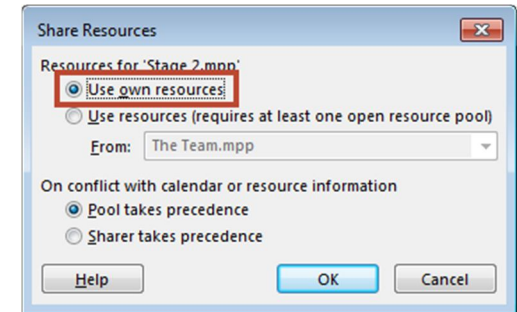 Share Resources
Resources for 'Stage 2.mpp'
Use own resources
Use resources (requires at least one open resource pool)
From: The Team.mpp
On conflict with calendar or resource information
Pool takes precedence
Sharer takes precedence
Help OK Cancel